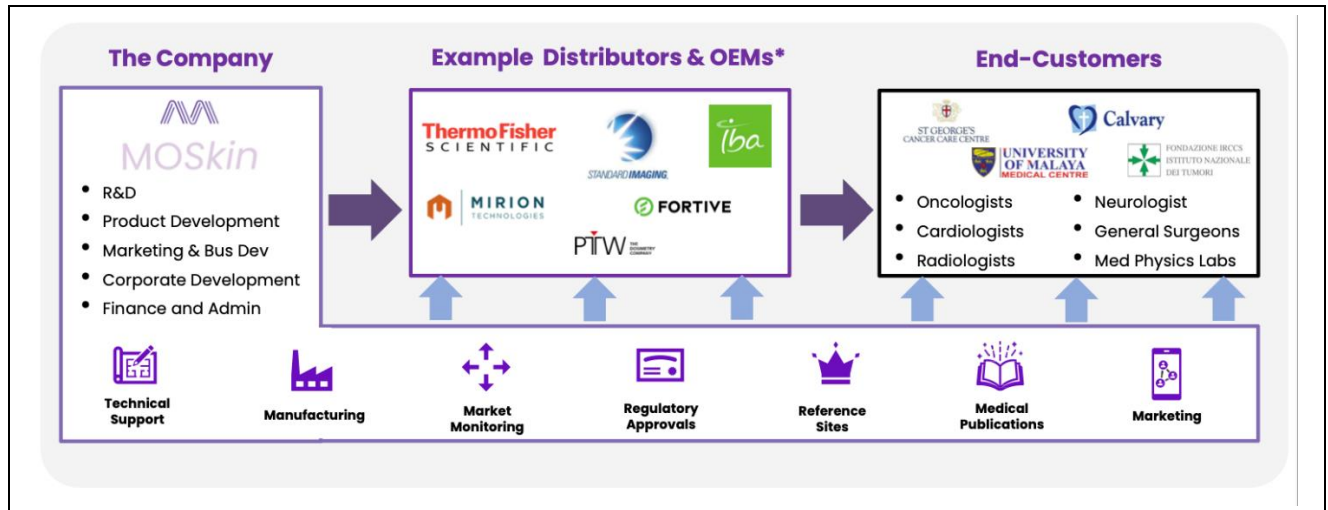 The Company
Example Distributors & OEMs*
End-Customers
MOSkin
• R&D
• Product Development
• Marketing & Bus Dev
• Corporate Development
• Finance and Admin
ThermoFisher
SCIENTIFIC
STANDARD IMAGING
iba
MIRION
TECHNOLOGIES
FORTIVE
PTW THE
DOSIMETRY
COMPANY
ST GEORGE'S
CANCER CARE CENTRE
Calvary
UNIVERSITY
OF MALAYA
MEDICAL CENTRE
FONDAZIONE IRCCS
ISTITUTO NAZIONALE
DEI TUMORI
• Oncologists
• Cardiologists
• Radiologists
• Neurologist
• General Surgeons
• Med Physics Labs
Technical
Support
Manufacturing
Market
Monitoring
Regulatory
Approvals
Reference
Sites
Medical
Publications
Marketing